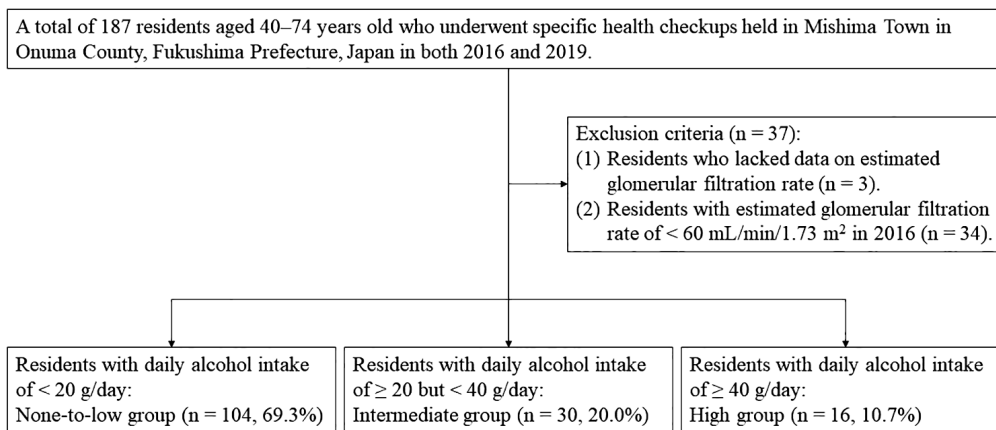 A total of 187 residents aged 40–74 years old who underwent specific health checkups held in Mishima Town in
Onuma County, Fukushima Prefecture, Japan in both 2016 and 2019.
Exclusion criteria (n = 37):
(1) Residents who lacked data on estimated
glomerular filtration rate (n = 3).
(2) Residents with estimated glomerular filtration
rate of < 60 mL/min/1.73 m² in 2016 (n = 34).
Residents with daily alcohol intake
of < 20 g/day:
None-to-low group (n = 104, 69.3%)
Residents with daily alcohol intake
of ≥ 20 but < 40 g/day:
Intermediate group (n = 30, 20.0%)
Residents with daily alcohol intake
of ≥ 40 g/day:
High group (n = 16, 10.7%)